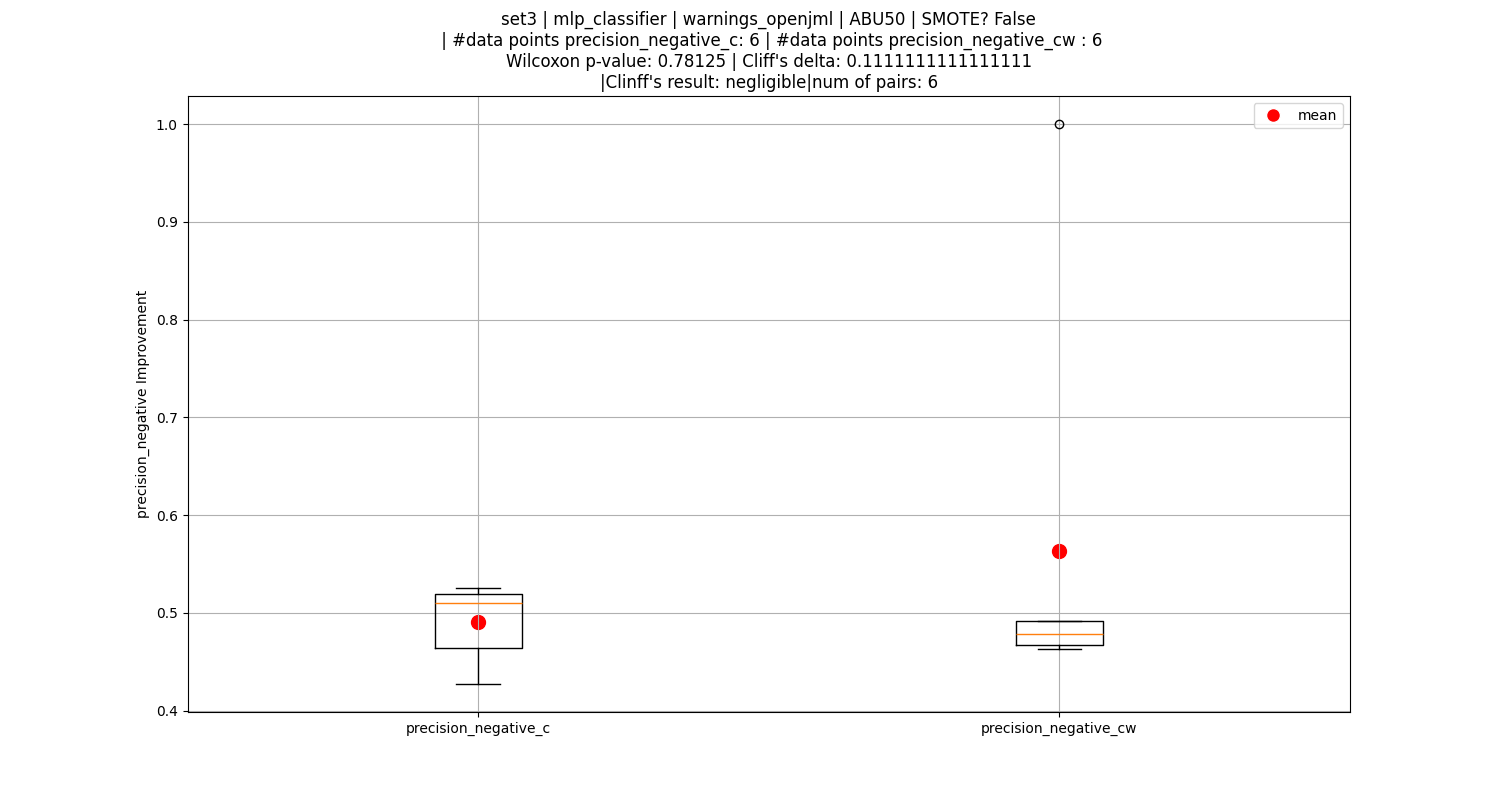 set3 | mlp_classifier | warnings_openjml | ABU50 | SMOTE? False
| #data points precision_negative_c: 6 | #data points precision_negative_cw : 6
Wilcoxon p-value: 0.78125 | Cliff's delta: 0.1111111111111111
|Clinff's result: negligible|num of pairs: 6
mean
1.0
0.9
0.8
0.7
0.6
0.5
0.4
precision_negative Improvement
precision_negative_c
precision_negative_cw